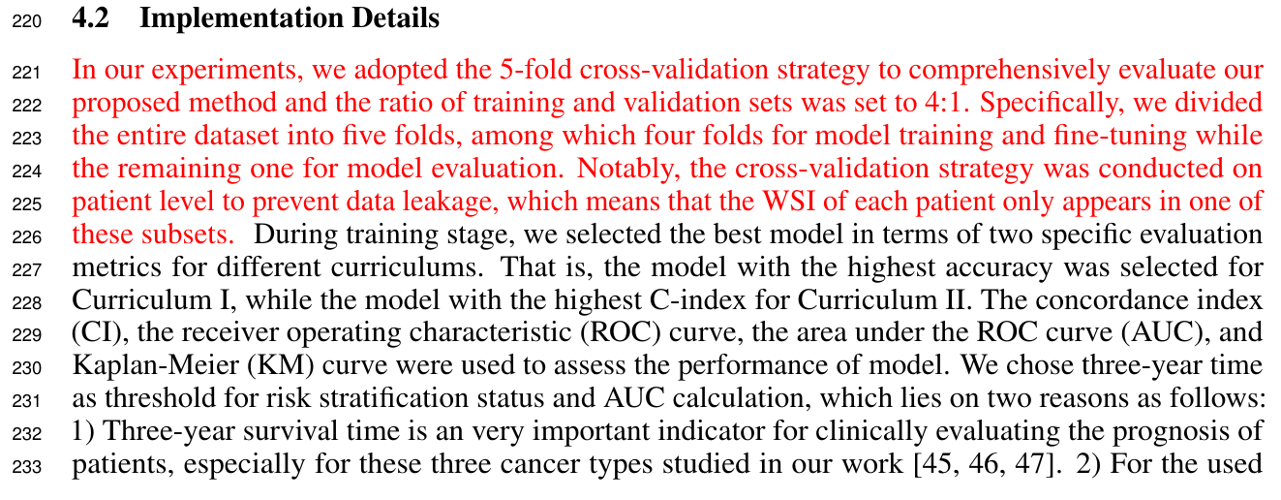 220 4.2 Implementation Details
221 In our experiments, we adopted the 5-fold cross-validation strategy to comprehensively evaluate our
222 proposed method and the ratio of training and validation sets was set to 4:1. Specifically, we divided
223 the entire dataset into five folds, among which four folds for model training and fine-tuning while
224 the remaining one for model evaluation. Notably, the cross-validation strategy was conducted on
225 patient level to prevent data leakage, which means that the WSI of each patient only appears in one of
226 these subsets. During training stage, we selected the best model in terms of two specific evaluation
227 metrics for different curriculums. That is, the model with the highest accuracy was selected for
228 Curriculum I, while the model with the highest C-index for Curriculum II. The concordance index
229 (CI), the receiver operating characteristic (ROC) curve, the area under the ROC curve (AUC), and
230 Kaplan-Meier (KM) curve were used to assess the performance of model. We chose three-year time
231 as threshold for risk stratification status and AUC calculation, which lies on two reasons as follows:
232 1) Three-year survival time is an very important indicator for clinically evaluating the prognosis of
233 patients, especially for these three cancer types studied in our work [45, 46, 47]. 2) For the used